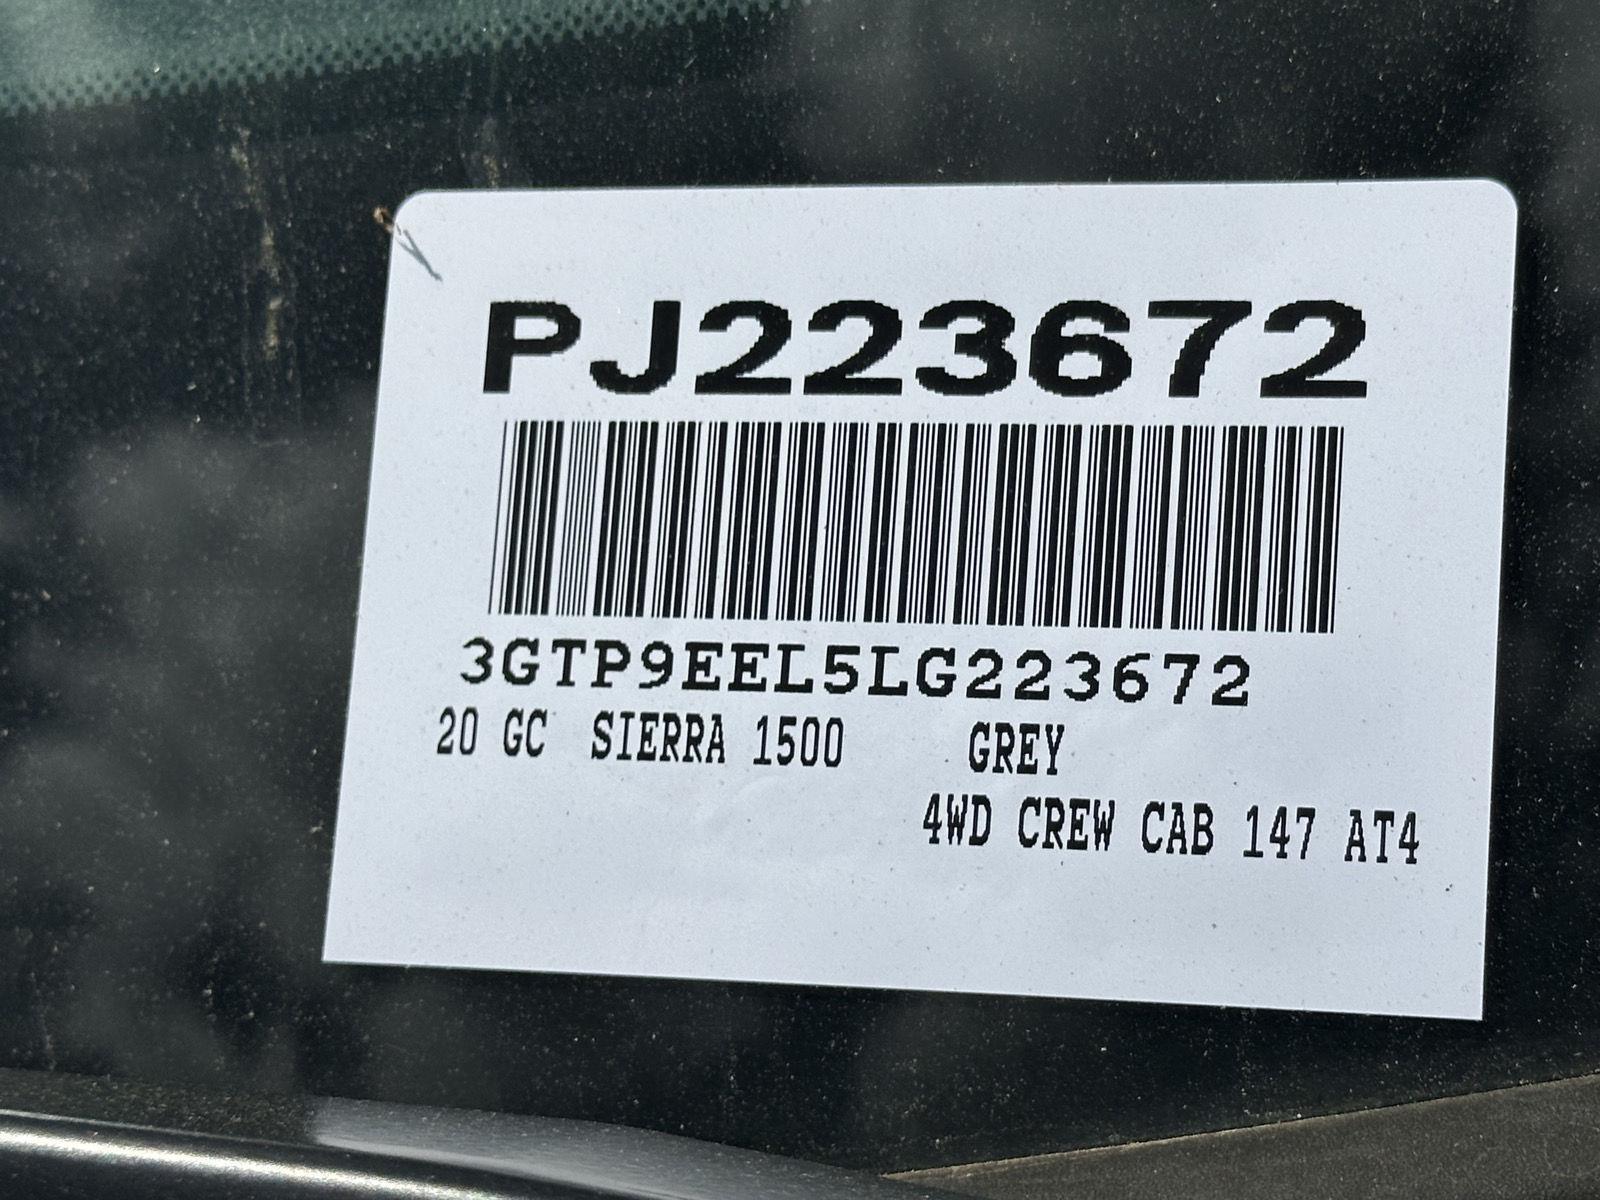 PJ223672
3GTP9EEL5LG223672
20 GC SIERRA 1500 GREY
4WD CREW CAB 147 AT4